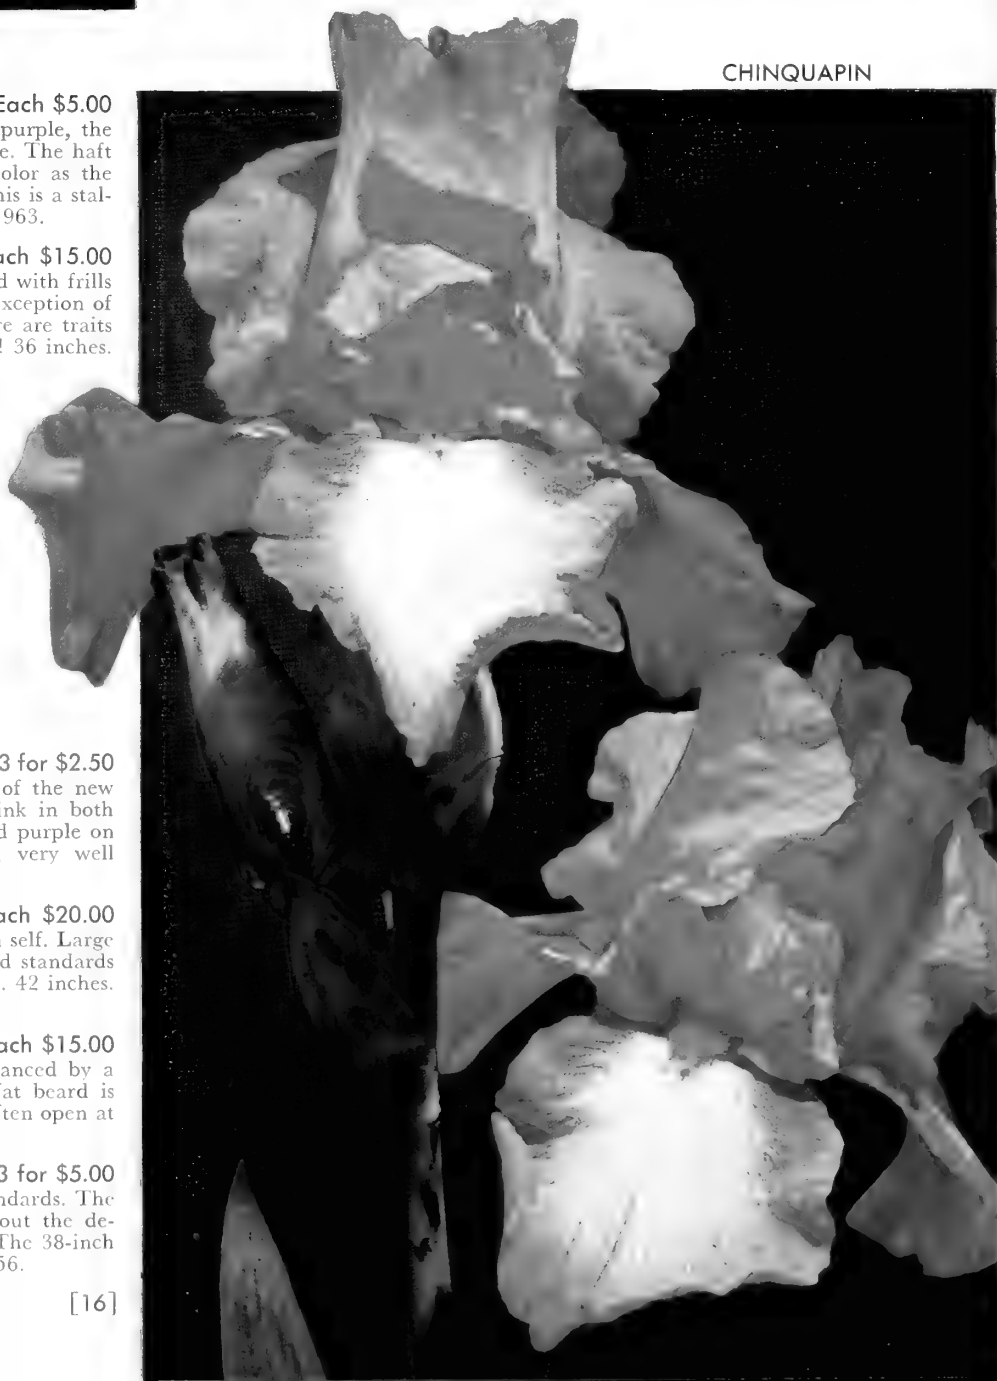 CHINQUAPIN
Each $5.00
purple, the
e. The haft
olor as the
his is a stal-
963.
ach $15.00
d with frills
xception of
re are traits
! 36 inches.
3 for $2.50
of the new
ink in both
d purple on
very well
ach $20.00
self. Large
d standards
. 42 inches.
ach $15.00
anced by a
at beard is
ten open at
3 for $5.00
ndards. The
out the de-
The 38-inch
56.
[16]